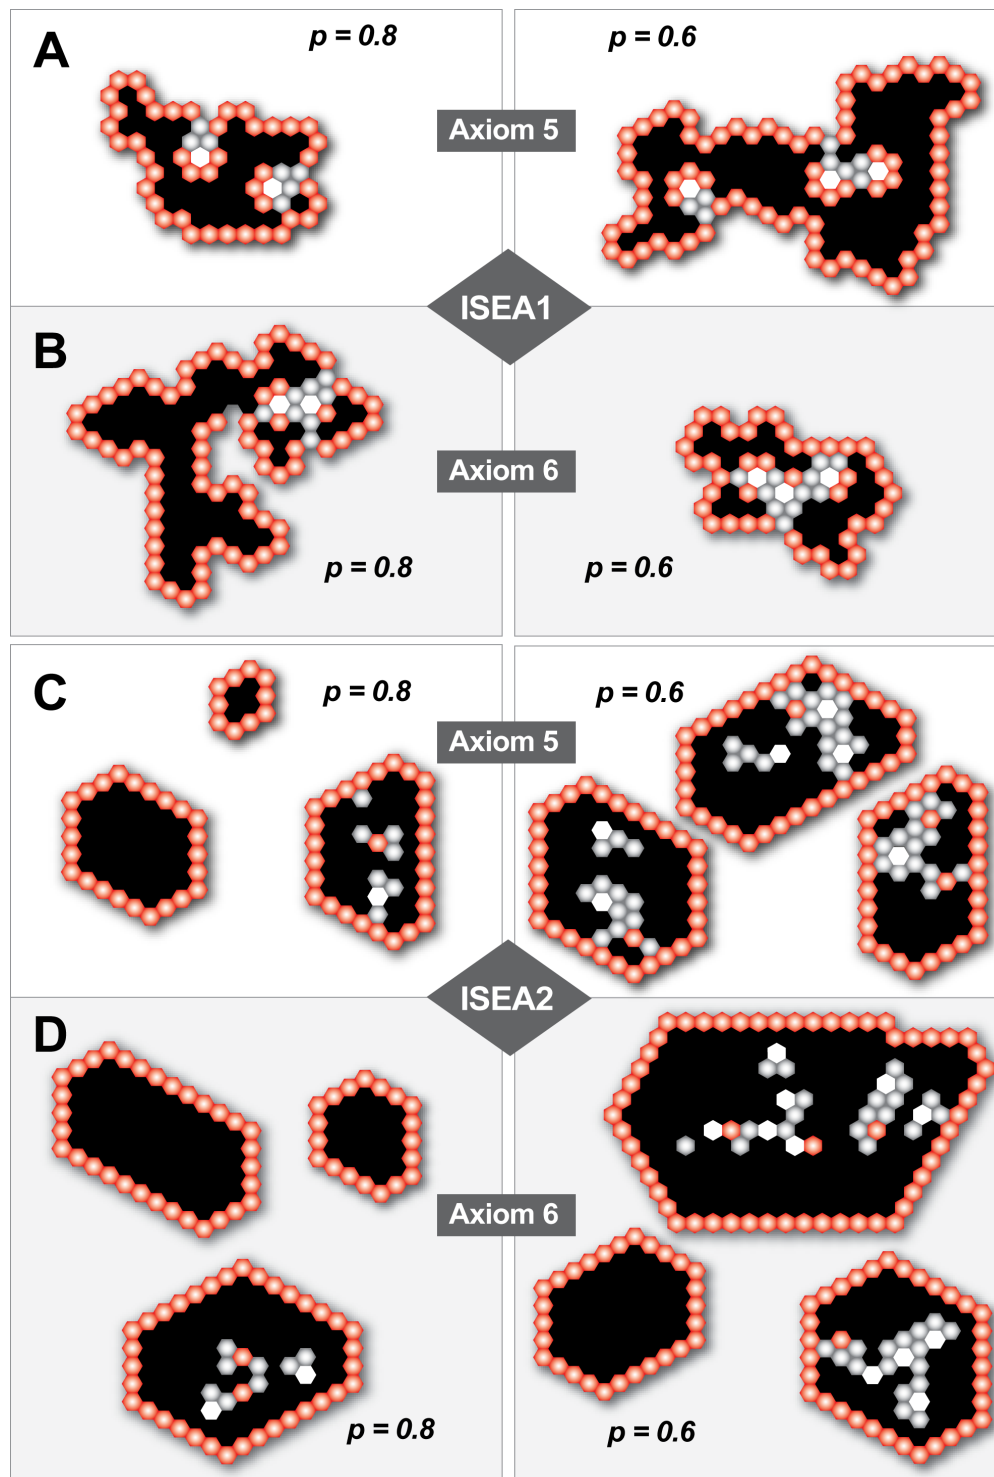 A
p = 0.8
p = 0.6
Axiom 5
ISEA1
B
Axiom 6
p = 0.8
p = 0.6
C
p = 0.8
p = 0.6
Axiom 5
ISEA2
D
Axiom 6
p = 0.8
p = 0.6